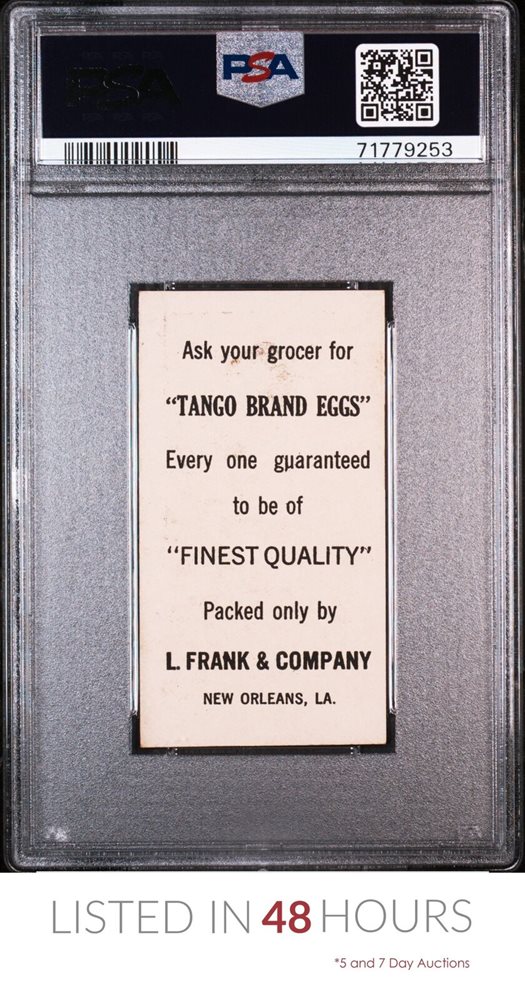 PSA
PSA
71779253
Ask your grocer for
“TANGO BRAND EGGS”
Every one guaranteed
to be of
“FINEST QUALITY”
Packed only by
L. FRANK & COMPANY
NEW ORLEANS, LA.
LISTED IN 48 HOURS
*5 and 7 Day Auctions